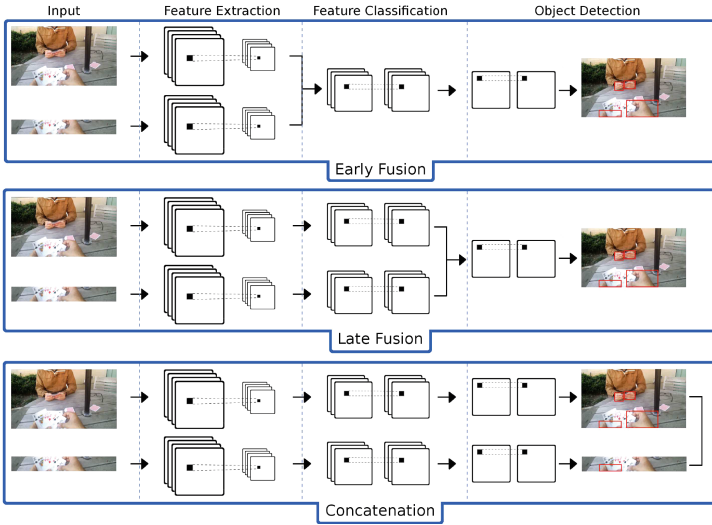 Input
Feature Extraction
Feature Classification
Object Detection
Early Fusion
Late Fusion
Concatenation